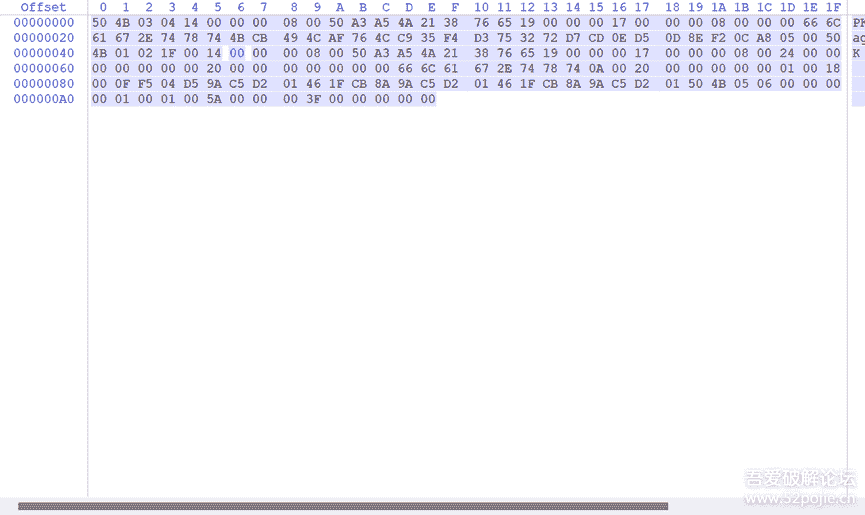 Offset 0 1 2 3 4 5 6 7 8 9 A B C D E F 10 11 12 13 14 15 16 17 18 19 1A 1B 1C 1D 1E 1F
00000000 50 4B 03 04 14 00 00 00 08 00 50 A3 A5 4A 21 38 76 65 19 00 00 00 17 00 00 00 08 00 00 00 66 6C
00000020 61 67 2E 74 78 74 4B CB 49 4C AF 76 4C C9 35 F4 D3 75 32 72 D7 CD 0E D5 0D 8E F2 0C A8 05 00 50 ag
00000040 4B 01 02 1F 00 14 00 00 00 08 00 50 A3 A5 4A 21 38 76 65 19 00 00 00 17 00 00 00 08 00 24 00 00 K
00000060 00 00 00 00 00 20 00 00 00 00 00 00 00 66 6C 61 67 2E 74 78 74 0A 00 20 00 00 00 00 00 01 00 18
00000080 00 0F F5 04 D5 9A C5 D2 01 46 1F CB 8A 9A C5 D2 01 46 1F CB 8A 9A C5 D2 01 50 4B 05 06 00 00 00
000000A0 00 01 00 01 00 5A 00 00 00 3F 00 00 00 00 00
吾爱破解论坛
www.52pojie.cn